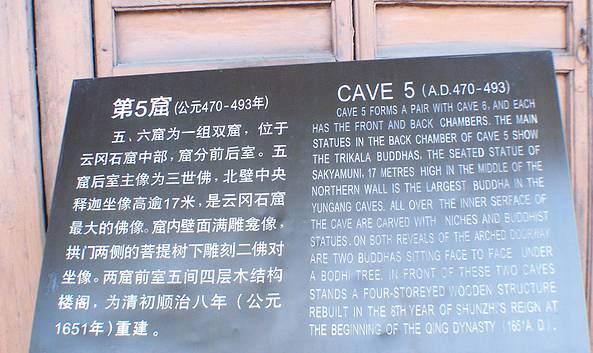 第5窟(公元470-493年)
五、六窟为一组双窟，位于
云冈石窟中部，窟分前后室。五
窟后室主像为三世佛，北壁中央
释迦坐像高逾17米，是云冈石窟
最大的佛像。窟内壁面满雕龛像，
拱门两侧的菩提树下雕刻二佛对
坐像。两窟前室五间四层木结构
楼阁，为清初顺治八年（公元
1651年）重建。
CAVE 5 (A.D.470-493)
CAVE 5 FORMS A PAIR WITH CAVE 6, AND EACH
HAS THE FRONT AND BACK CHAMBERS. THE MAIN
STATUES IN THE BACK CHAMBER OF CAVE 5 SHOW
THE TRIKALA BUDDHAS. THE SEATED STATUE OF
SAKYAMUNI, 17 METRES HIGH IN THE MIDDLE OF THE
NORTHERN WALL IS THE LARGEST BUDDHA IN THE
YUNGANG CAVES. ALL OVER THE INNER SERFACE OF
THE CAVE ARE CARVED WITH NICHES AND BUDDHIST
STATUES. ON BOTH REVEALS OF THE ARCHED DOORWAY
ARE TWO BUDDHAS SITTING FACE TO FACE UNDER
A BODHI TREE. IN FRONT OF THESE TWO CAVES
STANDS A FOUR-STOREYED WOODEN STRUCTURE
REBUILT IN THE 8TH YEAR OF SHUNZHI'S REIGN AT
THE BEGINNING OF THE QING DYNASTY (1651A.D.).